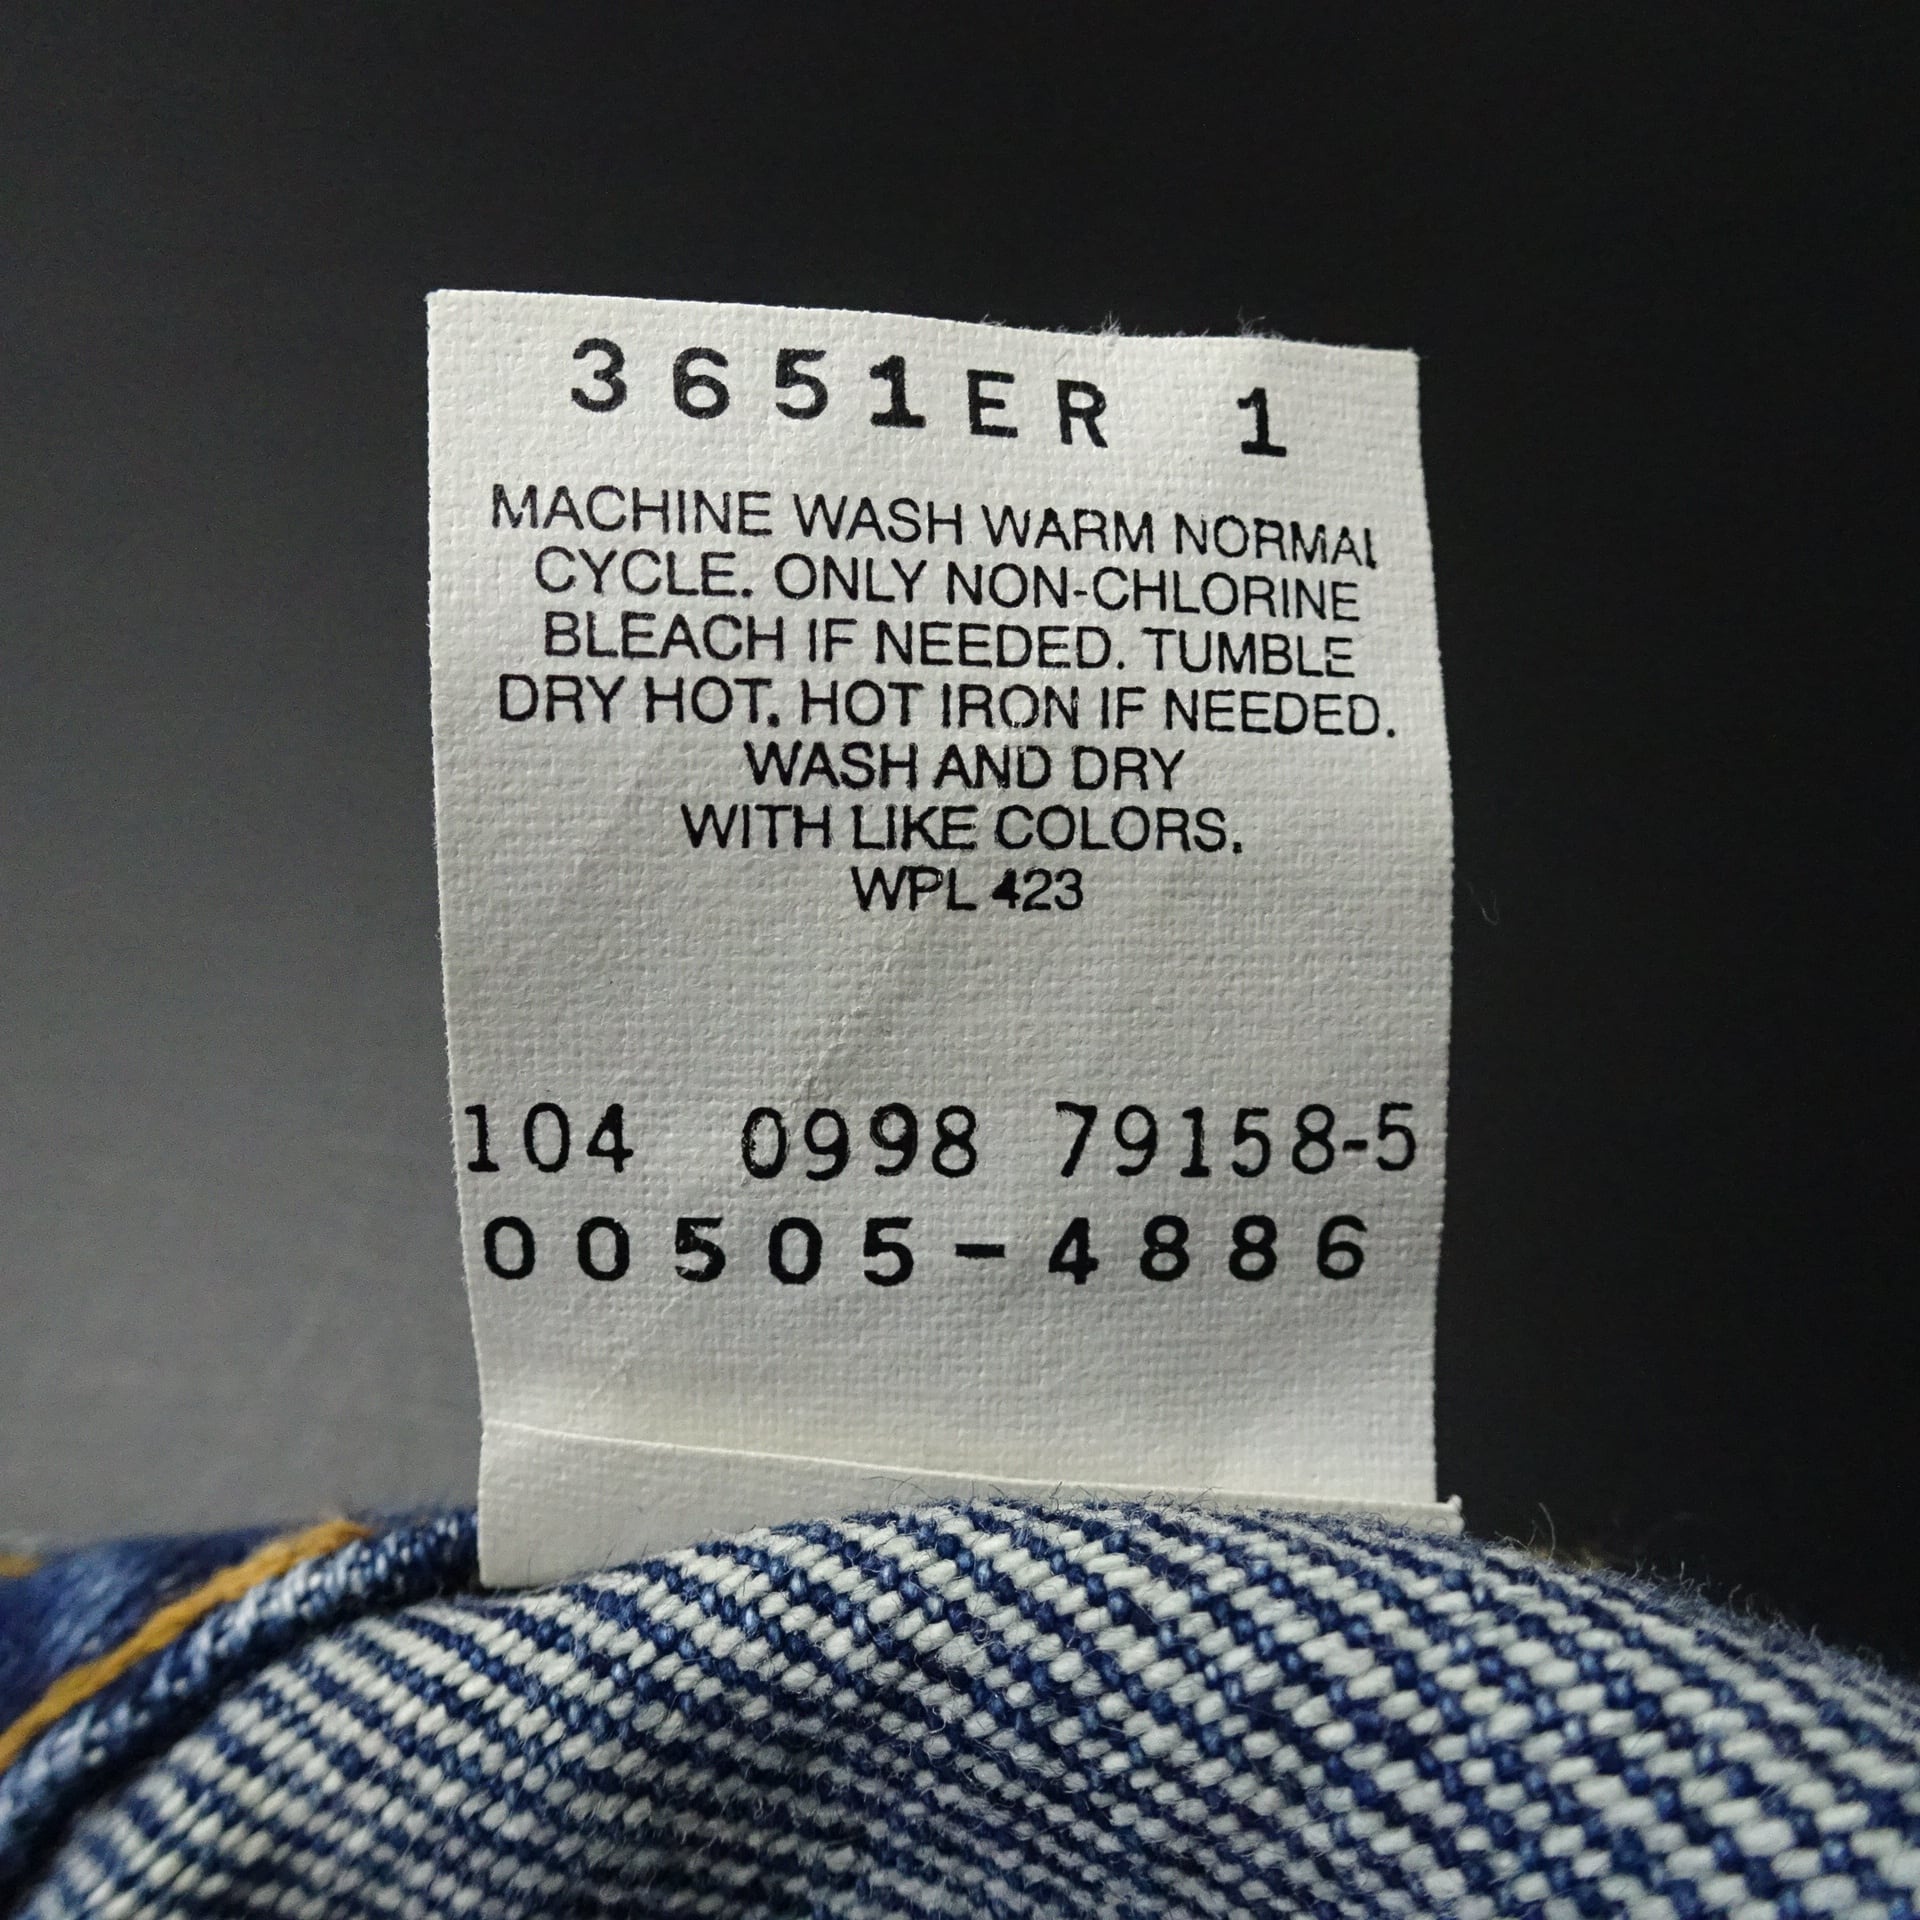 3651ER 1
MACHINE WASH WARM NORMAL
CYCLE. ONLY NON-CHLORINE
BLEACH IF NEEDED. TUMBLE
DRY HOT. HOT IRON IF NEEDED.
WASH AND DRY
WITH LIKE COLORS.
WPL 423
104 0998 79158-5
00505-4886